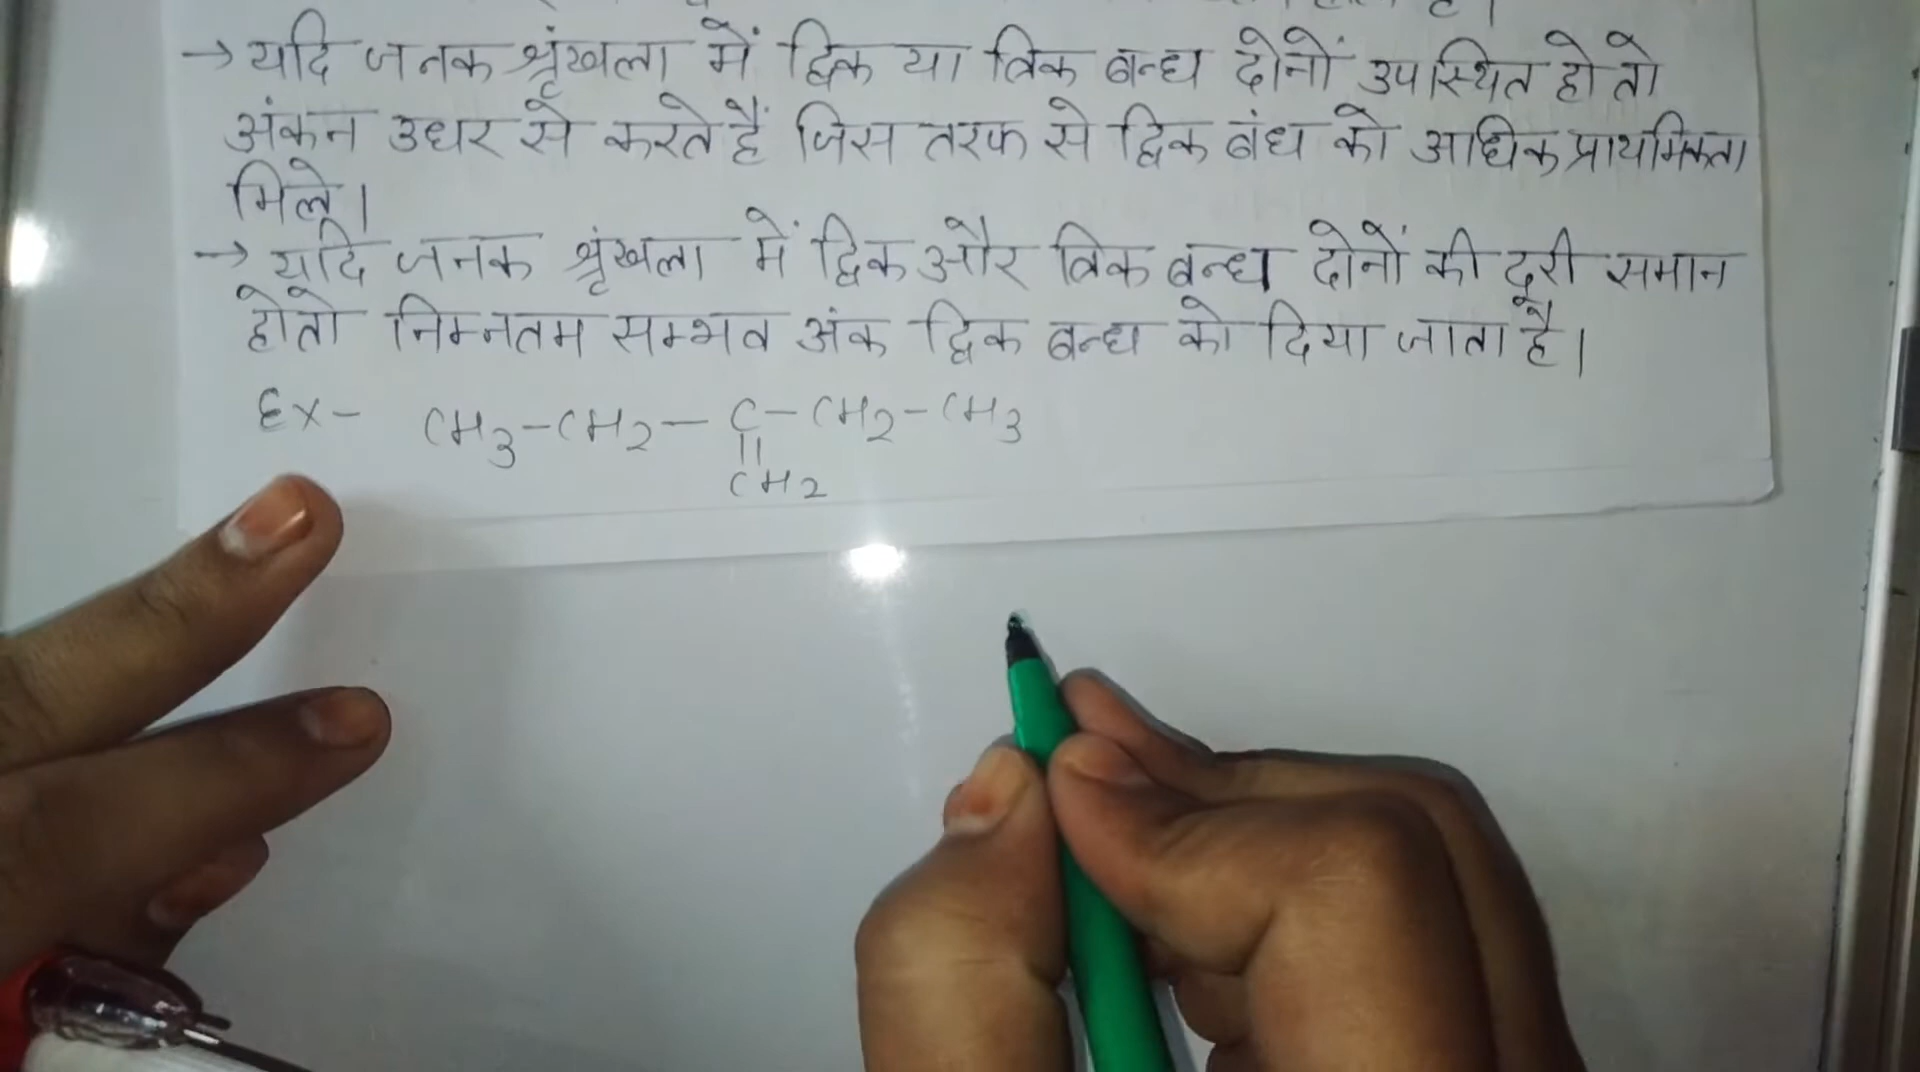 → यदि जनक श्रृंखला में द्विक या त्रिक बन्ध दोनों उपस्थित हो तो
अंकन उधर से करते हैं जिस तरफ से द्विक बंध को अधिक प्राथमिकता
मिले।
→ यदि जनक श्रृंखला में द्विक और त्रिक बन्ध दोनों की दूरी समान
हो तो निम्नतम सम्भव अंक द्विक बन्ध को दिया जाता है।
Ex- CH3-CH2-C-CH2-CH3
||
CH2